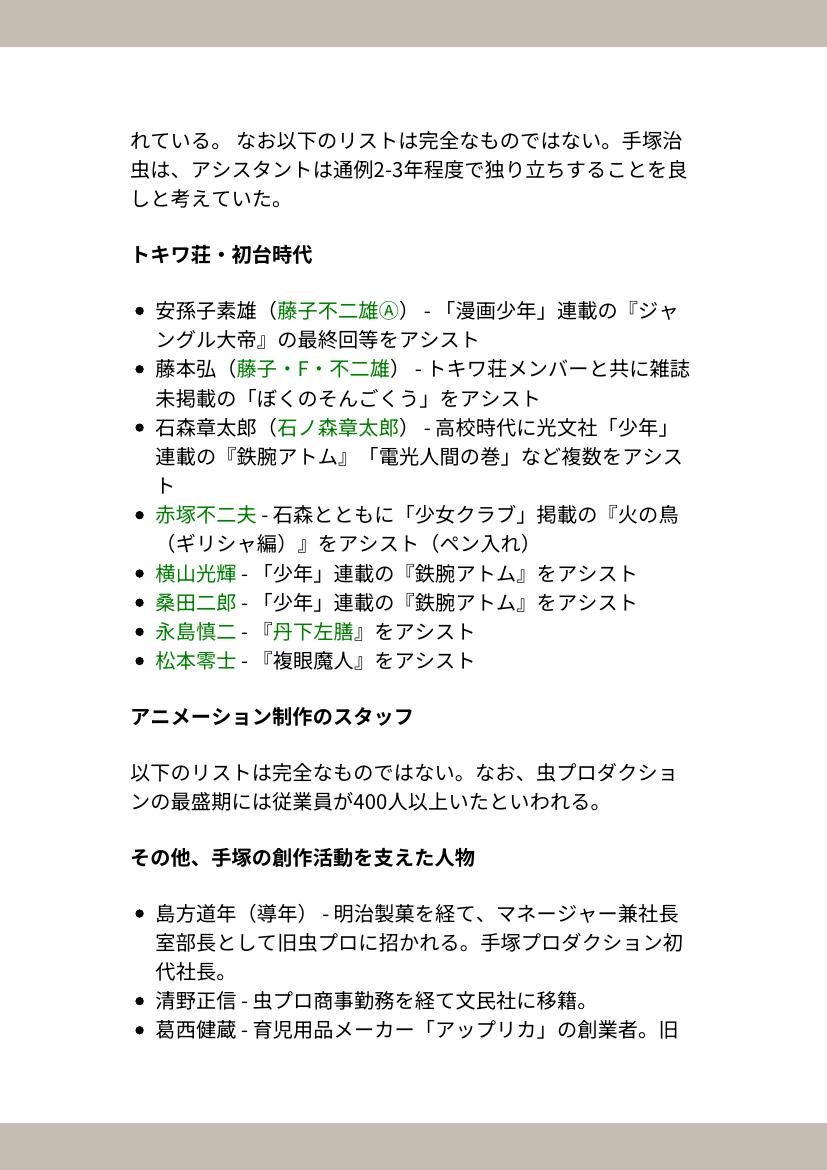 れている。 なお以下のリストは完全なものではない。手塚治
虫は、アシスタントは通例2-3年程度で独り立ちすることを良
しと考えていた。
トキワ荘・初台時代
• 安孫子素雄（藤子不二雄Ⓐ） - 「漫画少年」連載の『ジャ
ングル大帝』の最終回等をアシスト
• 藤本弘（藤子・F・不二雄） - トキワ荘メンバーと共に雑誌
未掲載の「ぼくのそんごくう」をアシスト
• 石森章太郎（石ノ森章太郎） - 高校時代に光文社「少年」
連載の『鉄腕アトム』「電光人間の巻」など複数をアシス
ト
• 赤塚不二夫 - 石森とともに「少女クラブ」掲載の『火の鳥
（ギリシャ編）』をアシスト（ペン入れ）
• 横山光輝 - 「少年」連載の『鉄腕アトム』をアシスト
• 桑田二郎 - 「少年」連載の『鉄腕アトム』をアシスト
• 永島慎二 - 『丹下左膳』をアシスト
• 松本零士 - 『複眼魔人』をアシスト
アニメーション制作のスタッフ
以下のリストは完全なものではない。なお、虫プロダクショ
ンの最盛期には従業員が400人以上いたといわれる。
その他、手塚の創作活動を支えた人物
• 島方道年（導年） - 明治製菓を経て、マネージャー兼社長
室部長として旧虫プロに招かれる。手塚プロダクション初
代社長。
• 清野正信 - 虫プロ商事勤務を経て文民社に移籍。
• 葛西健蔵 - 育児用品メーカー「アップリカ」の創業者。旧